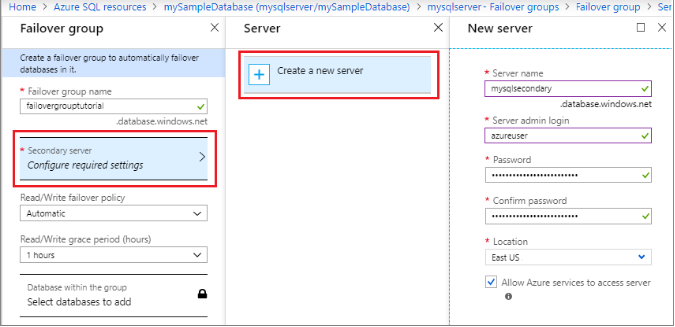 Home > Azure SQL resources > mySampleDatabase (mysqlserver/mySampleDatabase) > mysqlserver - Failover groups > Failover group > Ser
Failover group
Create a failover group to automatically failover
databases in it.
* Failover group name
failovergrouptutorial
.database.windows.net
* Secondary server
Configure required settings
Read/Write failover policy
Automatic
Read/Write grace period (hours)
1 hours
Database within the group
Select databases to add
Server
Create a new server
New server
* Server name
mysqlsecondary
.database.windows.net
* Server admin login
azureuser
* Password
* Confirm password
* Location
East US
Allow Azure services to access server